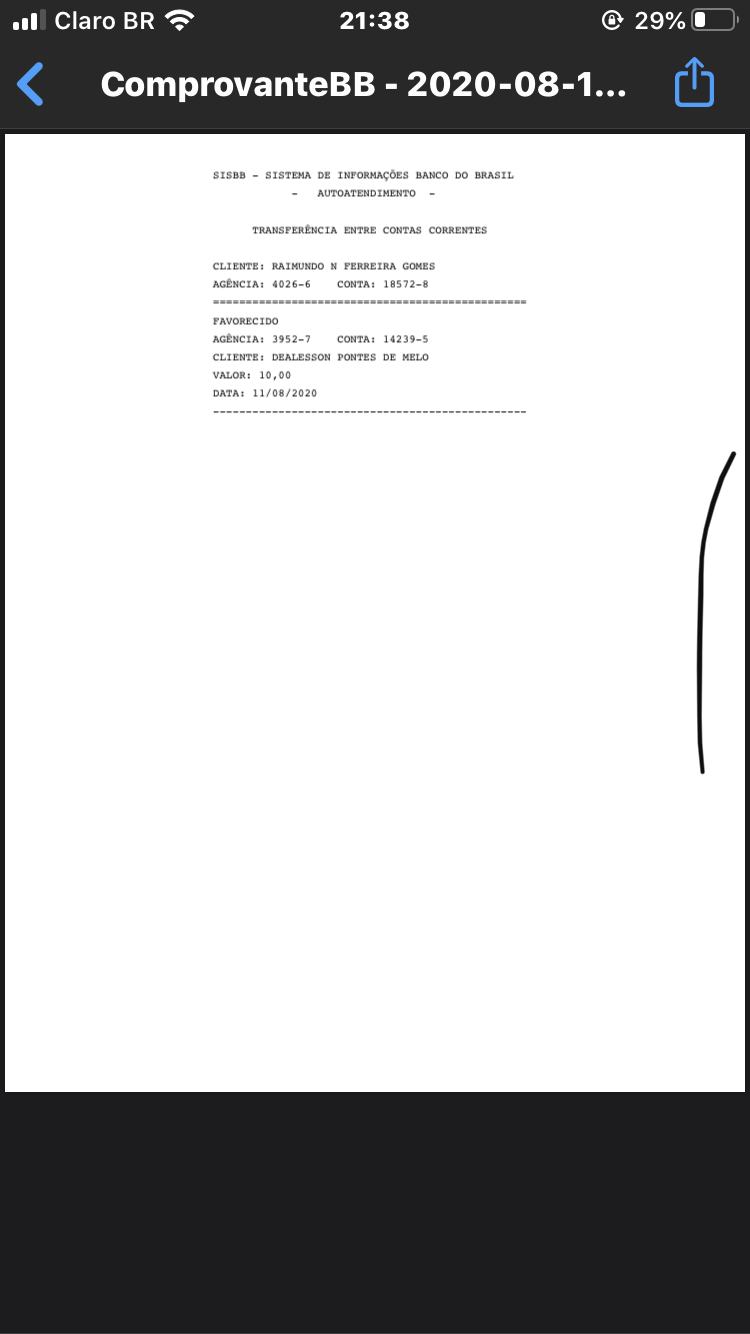 Claro BR 21:38 29%
ComprovanteBB - 2020-08-1...
SISBB - SISTEMA DE INFORMAÇÕES BANCO DO BRASIL
- AUTOATENDIMENTO -
TRANSFERÊNCIA ENTRE CONTAS CORRENTES
CLIENTE: RAIMUNDO N FERREIRA GOMES
AGÊNCIA: 4026-6 CONTA: 18572-8
================================================
FAVORECIDO
AGÊNCIA: 3952-7 CONTA: 14239-5
CLIENTE: DEALESSON PONTES DE MELO
VALOR: 10,00
DATA: 11/08/2020
------------------------------------------------